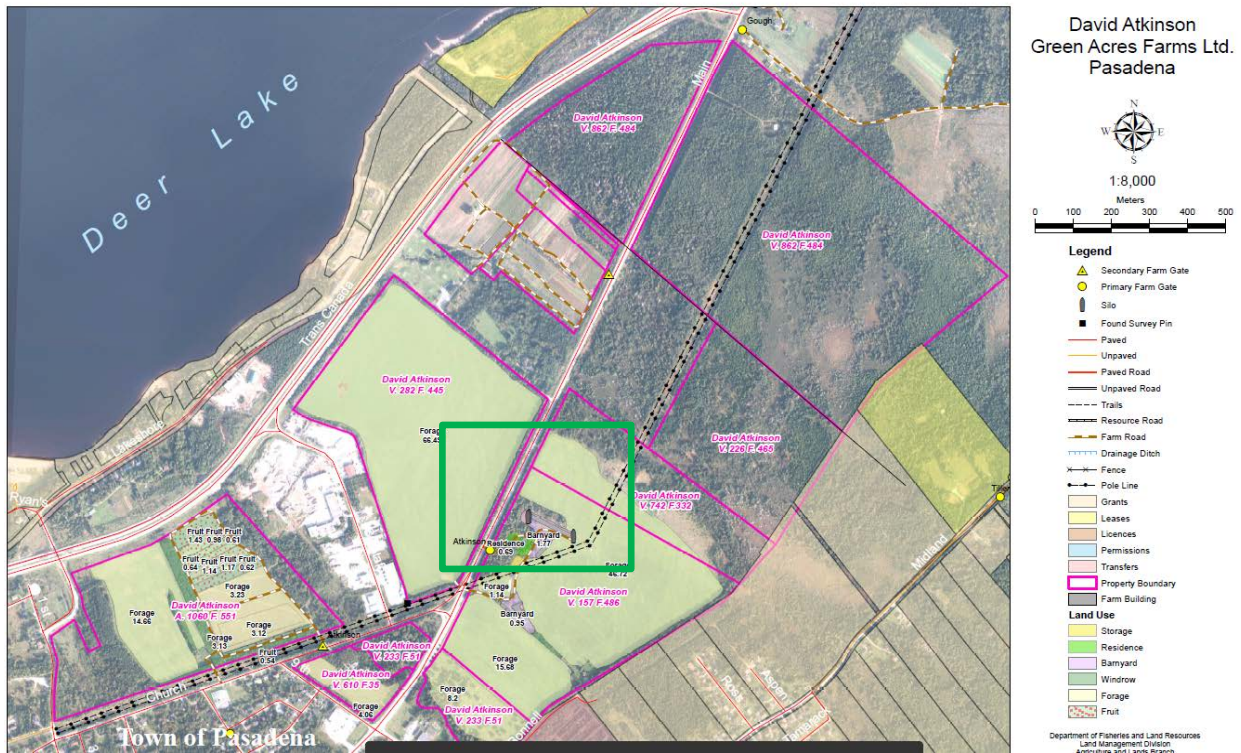 David Atkinson
Green Acres Farms Ltd.
Pasadena
N
W E
S
1:8,000
Meters
0 100 200 300 400 500
Legend
Secondary Farm Gate
Primary Farm Gate
Silo
Found Survey Pin
Paved
Unpaved
Paved Road
Unpaved Road
Trails
Resource Road
Farm Road
Drainage Ditch
Fence
Pole Line
Grants
Leases
Licences
Permissions
Transfers
Property Boundary
Farm Building
Land Use
Storage
Residence
Barnyard
Windrow
Forage
Fruit
Department of Fisheries and Land Resources
Land Management Division
Agriculture and Lands Branch
Gough
Main
Deer Lake
David Atkinson
V. 862 F. 484
David Atkinson
V. 862 F.484
Trans Canada
David Atkinson
V. 282 F. 445
Forage
David Atkinson
V. 226 F. 465
David Atkinson
V. 742 F.332
Lakeshore
Ryan's
Atkinson
Residence
0.69
Barnyard
1.77
Forage
46.72
David Atkinson
V. 157 F.486
Midland
Fruit Fruit Fruit
1.43 0.98 0.61
Fruit Fruit Fruit
0.64 1.17 0.62
1.14
Forage
3.23
David Atkinson
A. 1060 F. 551
Forage
14.66
Forage
3.12
Forage
3.13
Fruit
0.54
Atkinson
Church
Forage
1.14
Barnyard
0.95
David Atkinson
V. 233 F.51
David Atkinson
V. 610 F.35
Forage
4.06
Forage
15.68
Forage
8.2
David Atkinson
V. 233 F.51
Aspen
Tamarack
Town of Pasadena